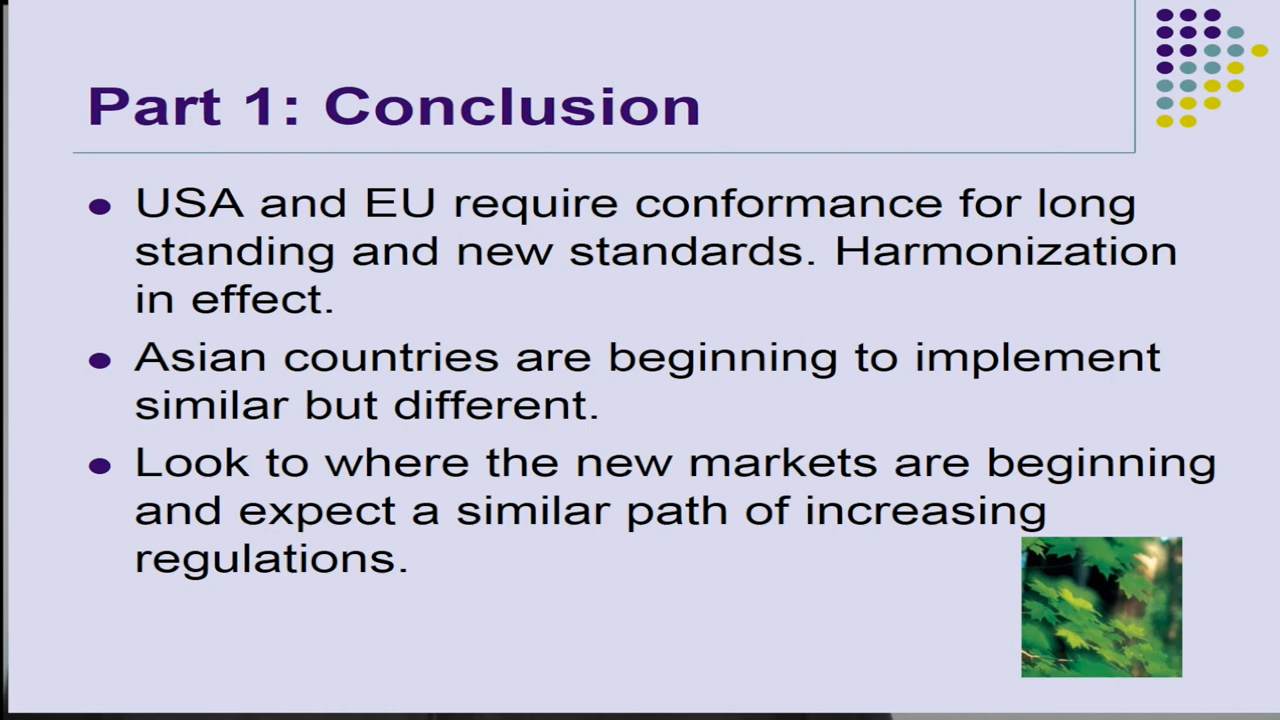 Part 1: Conclusion
USA and EU require conformance for long
standing and new standards. Harmonization
in effect.
Asian countries are beginning to implement
similar but different.
Look to where the new markets are beginning
and expect a similar path of increasing
regulations.